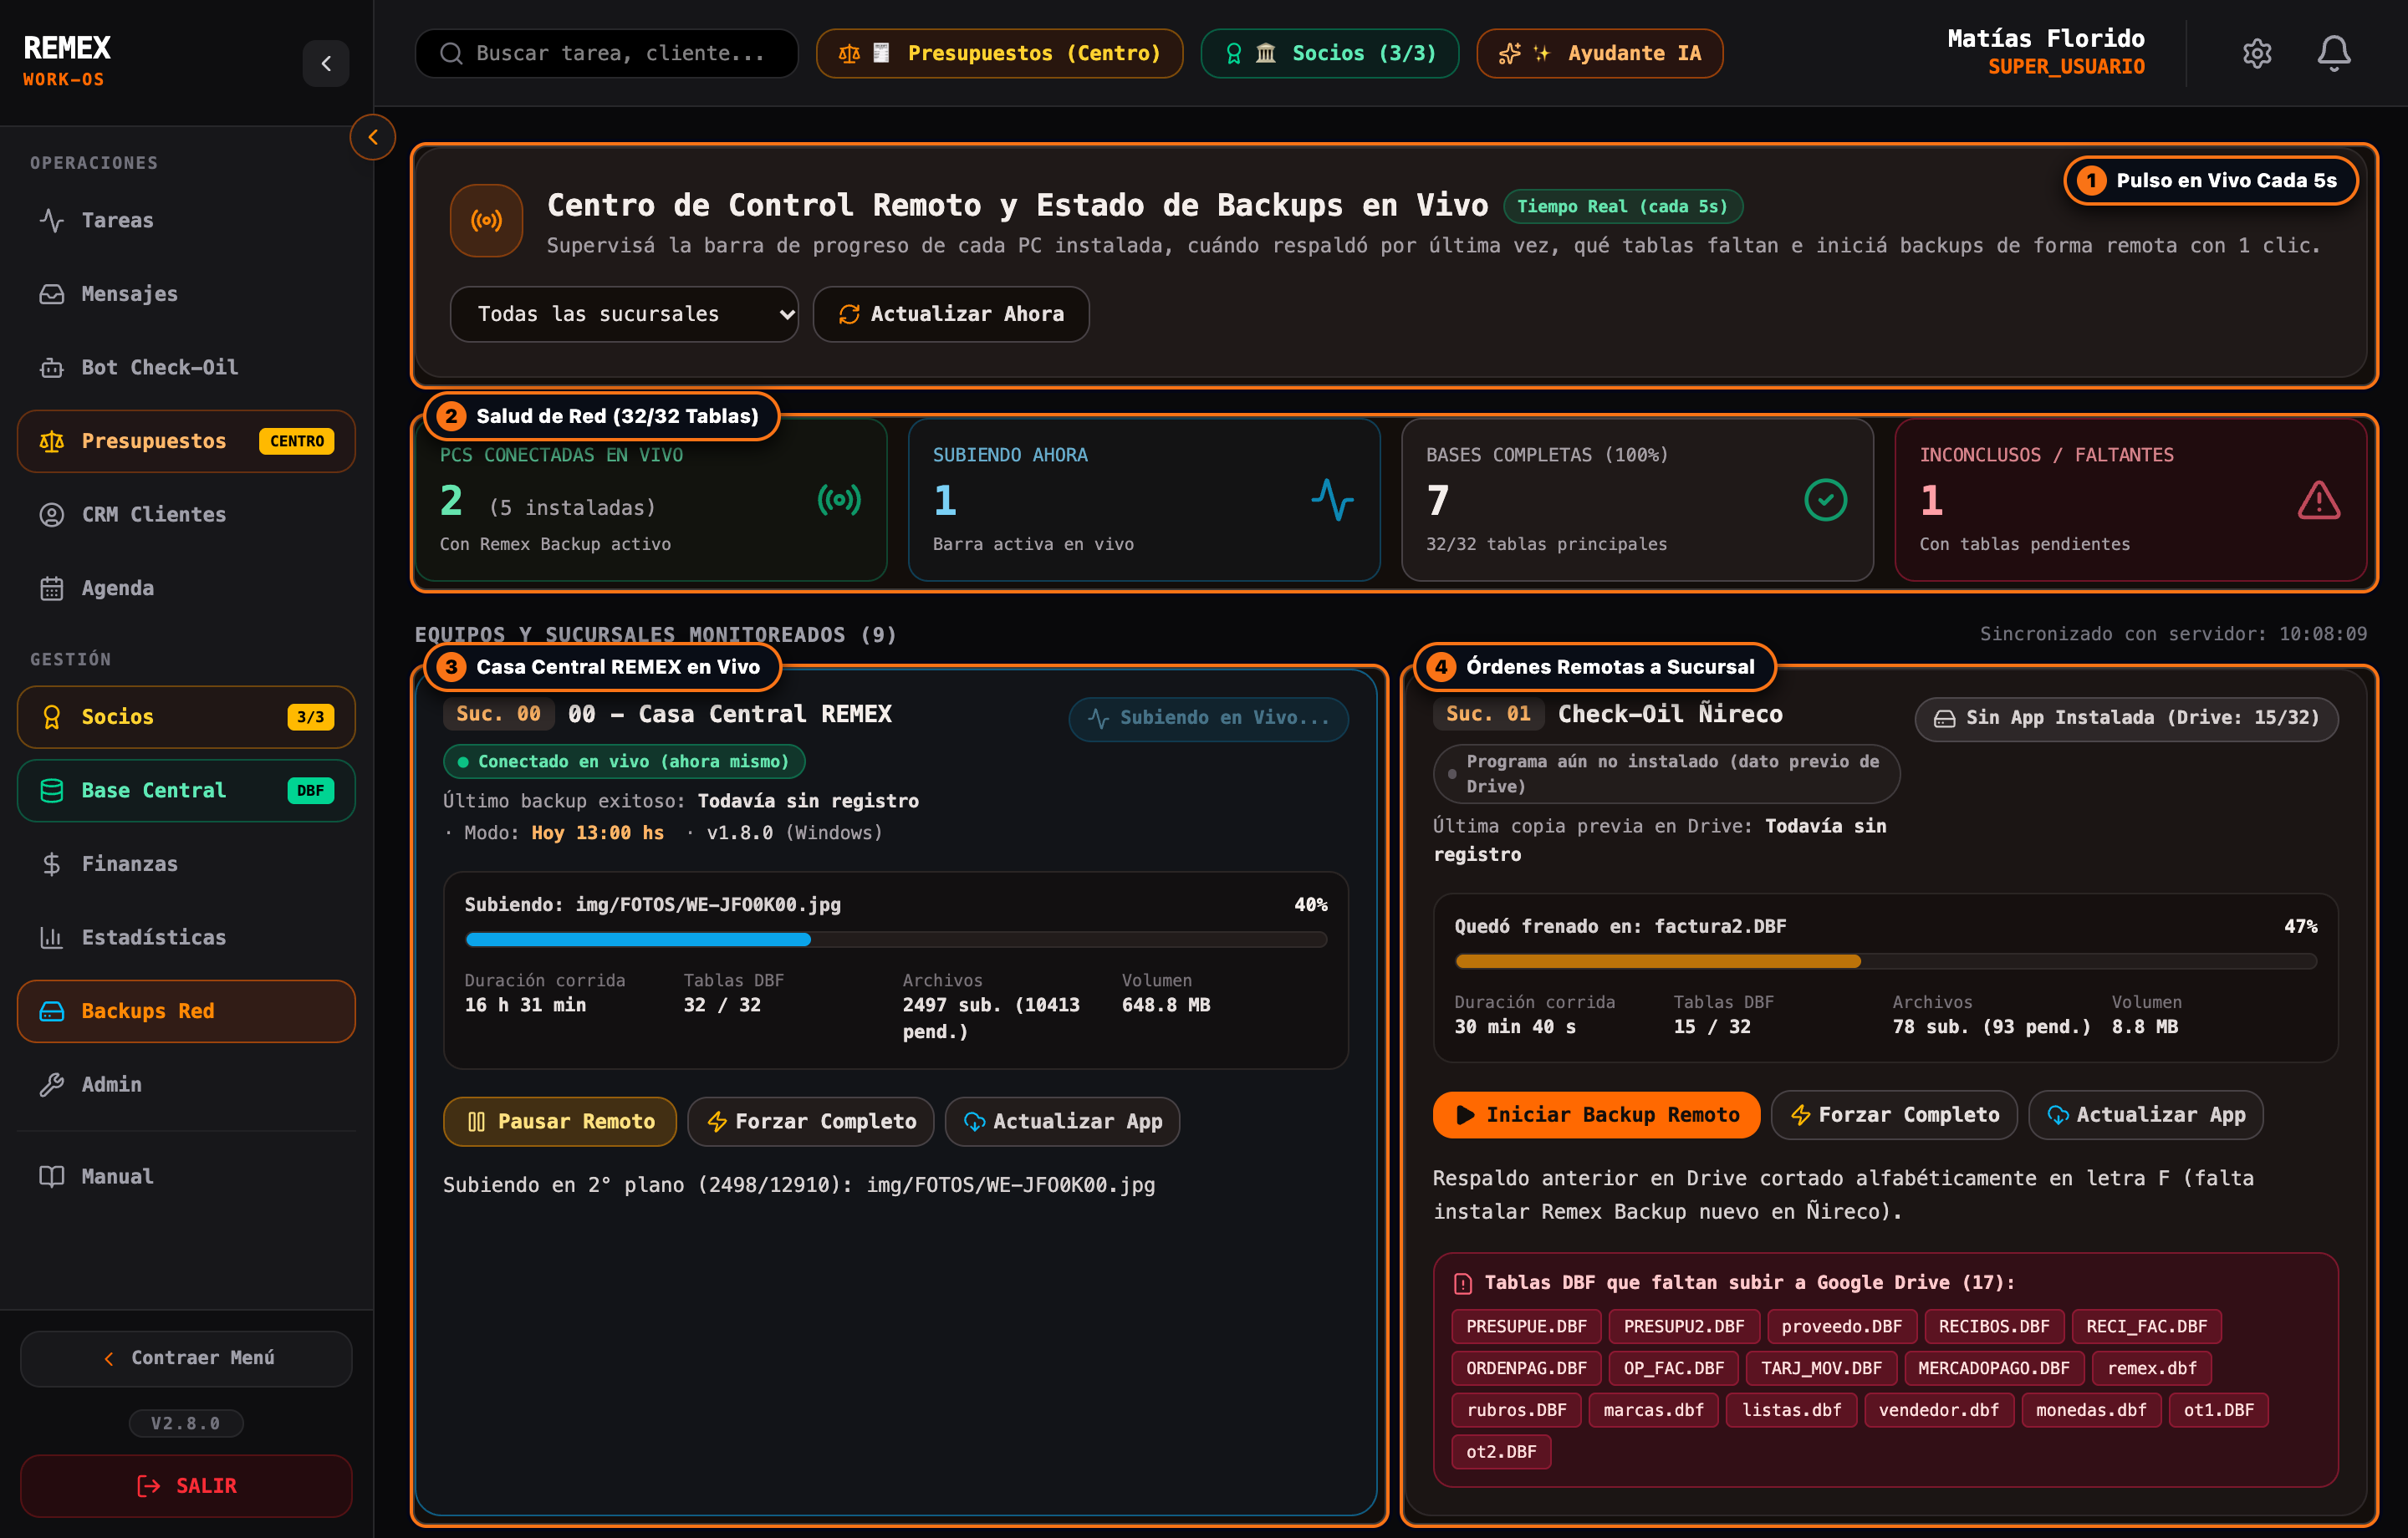 REMEX
WORK-OS
OPERACIONES
Tareas
Mensajes
Bot Check-Oil
Presupuestos CENTRO
CRM Clientes
Agenda
GESTIÓN
Socios 3/3
Base Central DBF
Finanzas
Estadísticas
Backups Red
Admin
Manual
Contraer Menú
V2.8.0
SALIR
Buscar tarea, cliente...
Presupuestos (Centro)
Socios (3/3)
Ayudante IA
Matías Florido
SUPER_USUARIO
1 Pulso en Vivo Cada 5s
Centro de Control Remoto y Estado de Backups en Vivo Tiempo Real (cada 5s)
Supervisá la barra de progreso de cada PC instalada, cuándo respaldó por última vez, qué tablas faltan e iniciá backups de forma remota con 1 clic.
Todas las sucursales
Actualizar Ahora
2 Salud de Red (32/32 Tablas)
PCS CONECTADAS EN VIVO
2 (5 instaladas)
Con Remex Backup activo
SUBIENDO AHORA
1
Barra activa en vivo
BASES COMPLETAS (100%)
7
32/32 tablas principales
INCONCLUSOS / FALTANTES
1
Con tablas pendientes
EQUIPOS Y SUCURSALES MONITOREADOS (9)
Sincronizado con servidor: 10:08:09
3 Casa Central REMEX en Vivo
Suc. 00 00 - Casa Central REMEX
Subiendo en Vivo...
Conectado en vivo (ahora mismo)
Último backup exitoso: Todavía sin registro
· Modo: Hoy 13:00 hs · v1.8.0 (Windows)
Subiendo: img/FOTOS/WE-JFO0K00.jpg 40%
Duración corrida
16 h 31 min
Tablas DBF
32 / 32
Archivos
2497 sub. (10413
pend.)
Volumen
648.8 MB
Pausar Remoto
Forzar Completo
Actualizar App
Subiendo en 2° plano (2498/12910): img/FOTOS/WE-JFO0K00.jpg
4 Órdenes Remotas a Sucursal
Suc. 01 Check-Oil Ñireco
Sin App Instalada (Drive: 15/32)
Programa aún no instalado (dato previo de
Drive)
Última copia previa en Drive: Todavía sin
registro
Quedó frenado en: factura2.DBF 47%
Duración corrida
30 min 40 s
Tablas DBF
15 / 32
Archivos
78 sub. (93 pend.)
Volumen
8.8 MB
Iniciar Backup Remoto
Forzar Completo
Actualizar App
Respaldo anterior en Drive cortado alfabéticamente en letra F (falta
instalar Remex Backup nuevo en Ñireco).
Tablas DBF que faltan subir a Google Drive (17):
PRESUPUE.DBF PRESUPU2.DBF proveedo.DBF RECIBOS.DBF RECI_FAC.DBF
ORDENPAG.DBF OP_FAC.DBF TARJ_MOV.DBF MERCADOPAGO.DBF remex.dbf
rubros.DBF marcas.dbf listas.dbf vendedor.dbf monedas.dbf ot1.DBF
ot2.DBF